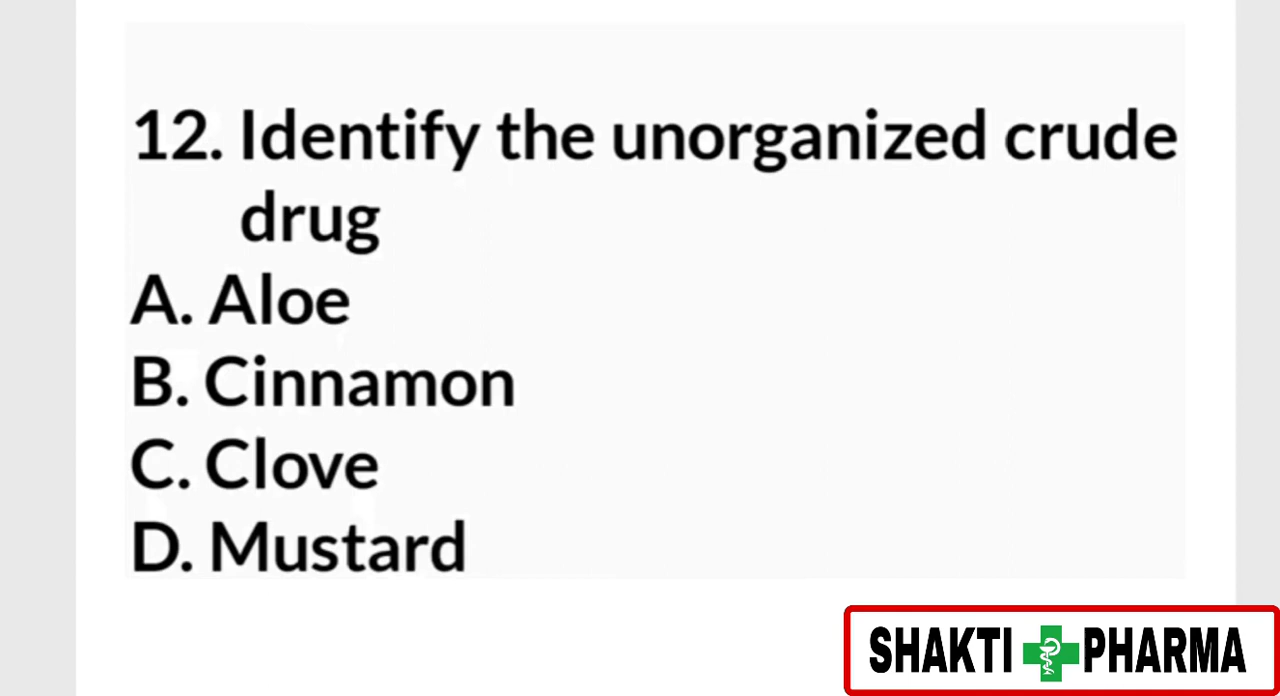 12. Identify the unorganized crude
drug
A. Aloe
B. Cinnamon
C. Clove
D. Mustard
SHAKTI PHARMA